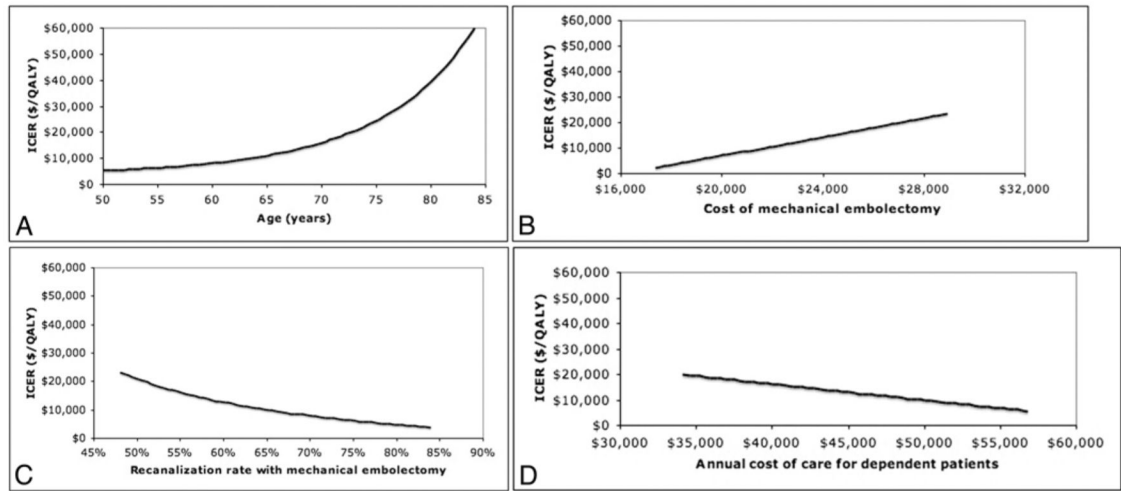 A
ICER ($/QALY)
$60,000
$50,000
$40,000
$30,000
$20,000
$10,000
$0
50 55 60 65 70 75 80 85
Age (years)
B
ICER ($/QALY)
$60,000
$50,000
$40,000
$30,000
$20,000
$10,000
$0
$16,000 $20,000 $24,000 $28,000 $32,000
Cost of mechanical embolectomy
C
ICER ($/QALY)
$60,000
$50,000
$40,000
$30,000
$20,000
$10,000
$0
45% 50% 55% 60% 65% 70% 75% 80% 85% 90%
Recanalization rate with mechanical embolectomy
D
ICER ($/QALY)
$60,000
$50,000
$40,000
$30,000
$20,000
$10,000
$0
$30,000 $35,000 $40,000 $45,000 $50,000 $55,000 $60,000
Annual cost of care for dependent patients